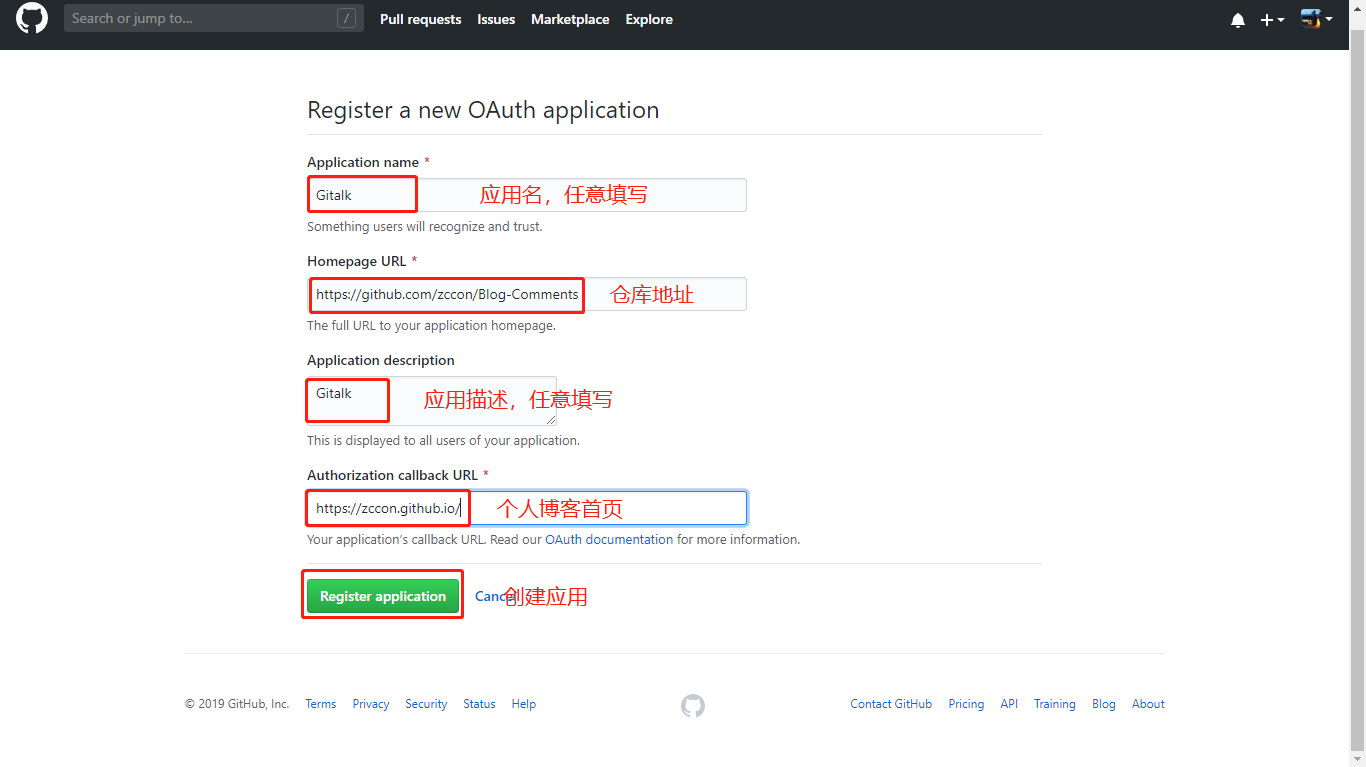 Search or jump to... /
Pull requests Issues Marketplace Explore
Register a new OAuth application
Application name *
Gitalk 应用名，任意填写
Something users will recognize and trust.
Homepage URL *
https://github.com/zccon/Blog-Comments 仓库地址
The full URL to your application homepage.
Application description
Gitalk 应用描述，任意填写
This is displayed to all users of your application.
Authorization callback URL *
https://zccon.github.io/ 个人博客首页
Your application's callback URL. Read our OAuth documentation for more information.
Register application Cancel 创建应用
© 2019 GitHub, Inc. Terms Privacy Security Status Help Contact GitHub Pricing API Training Blog About